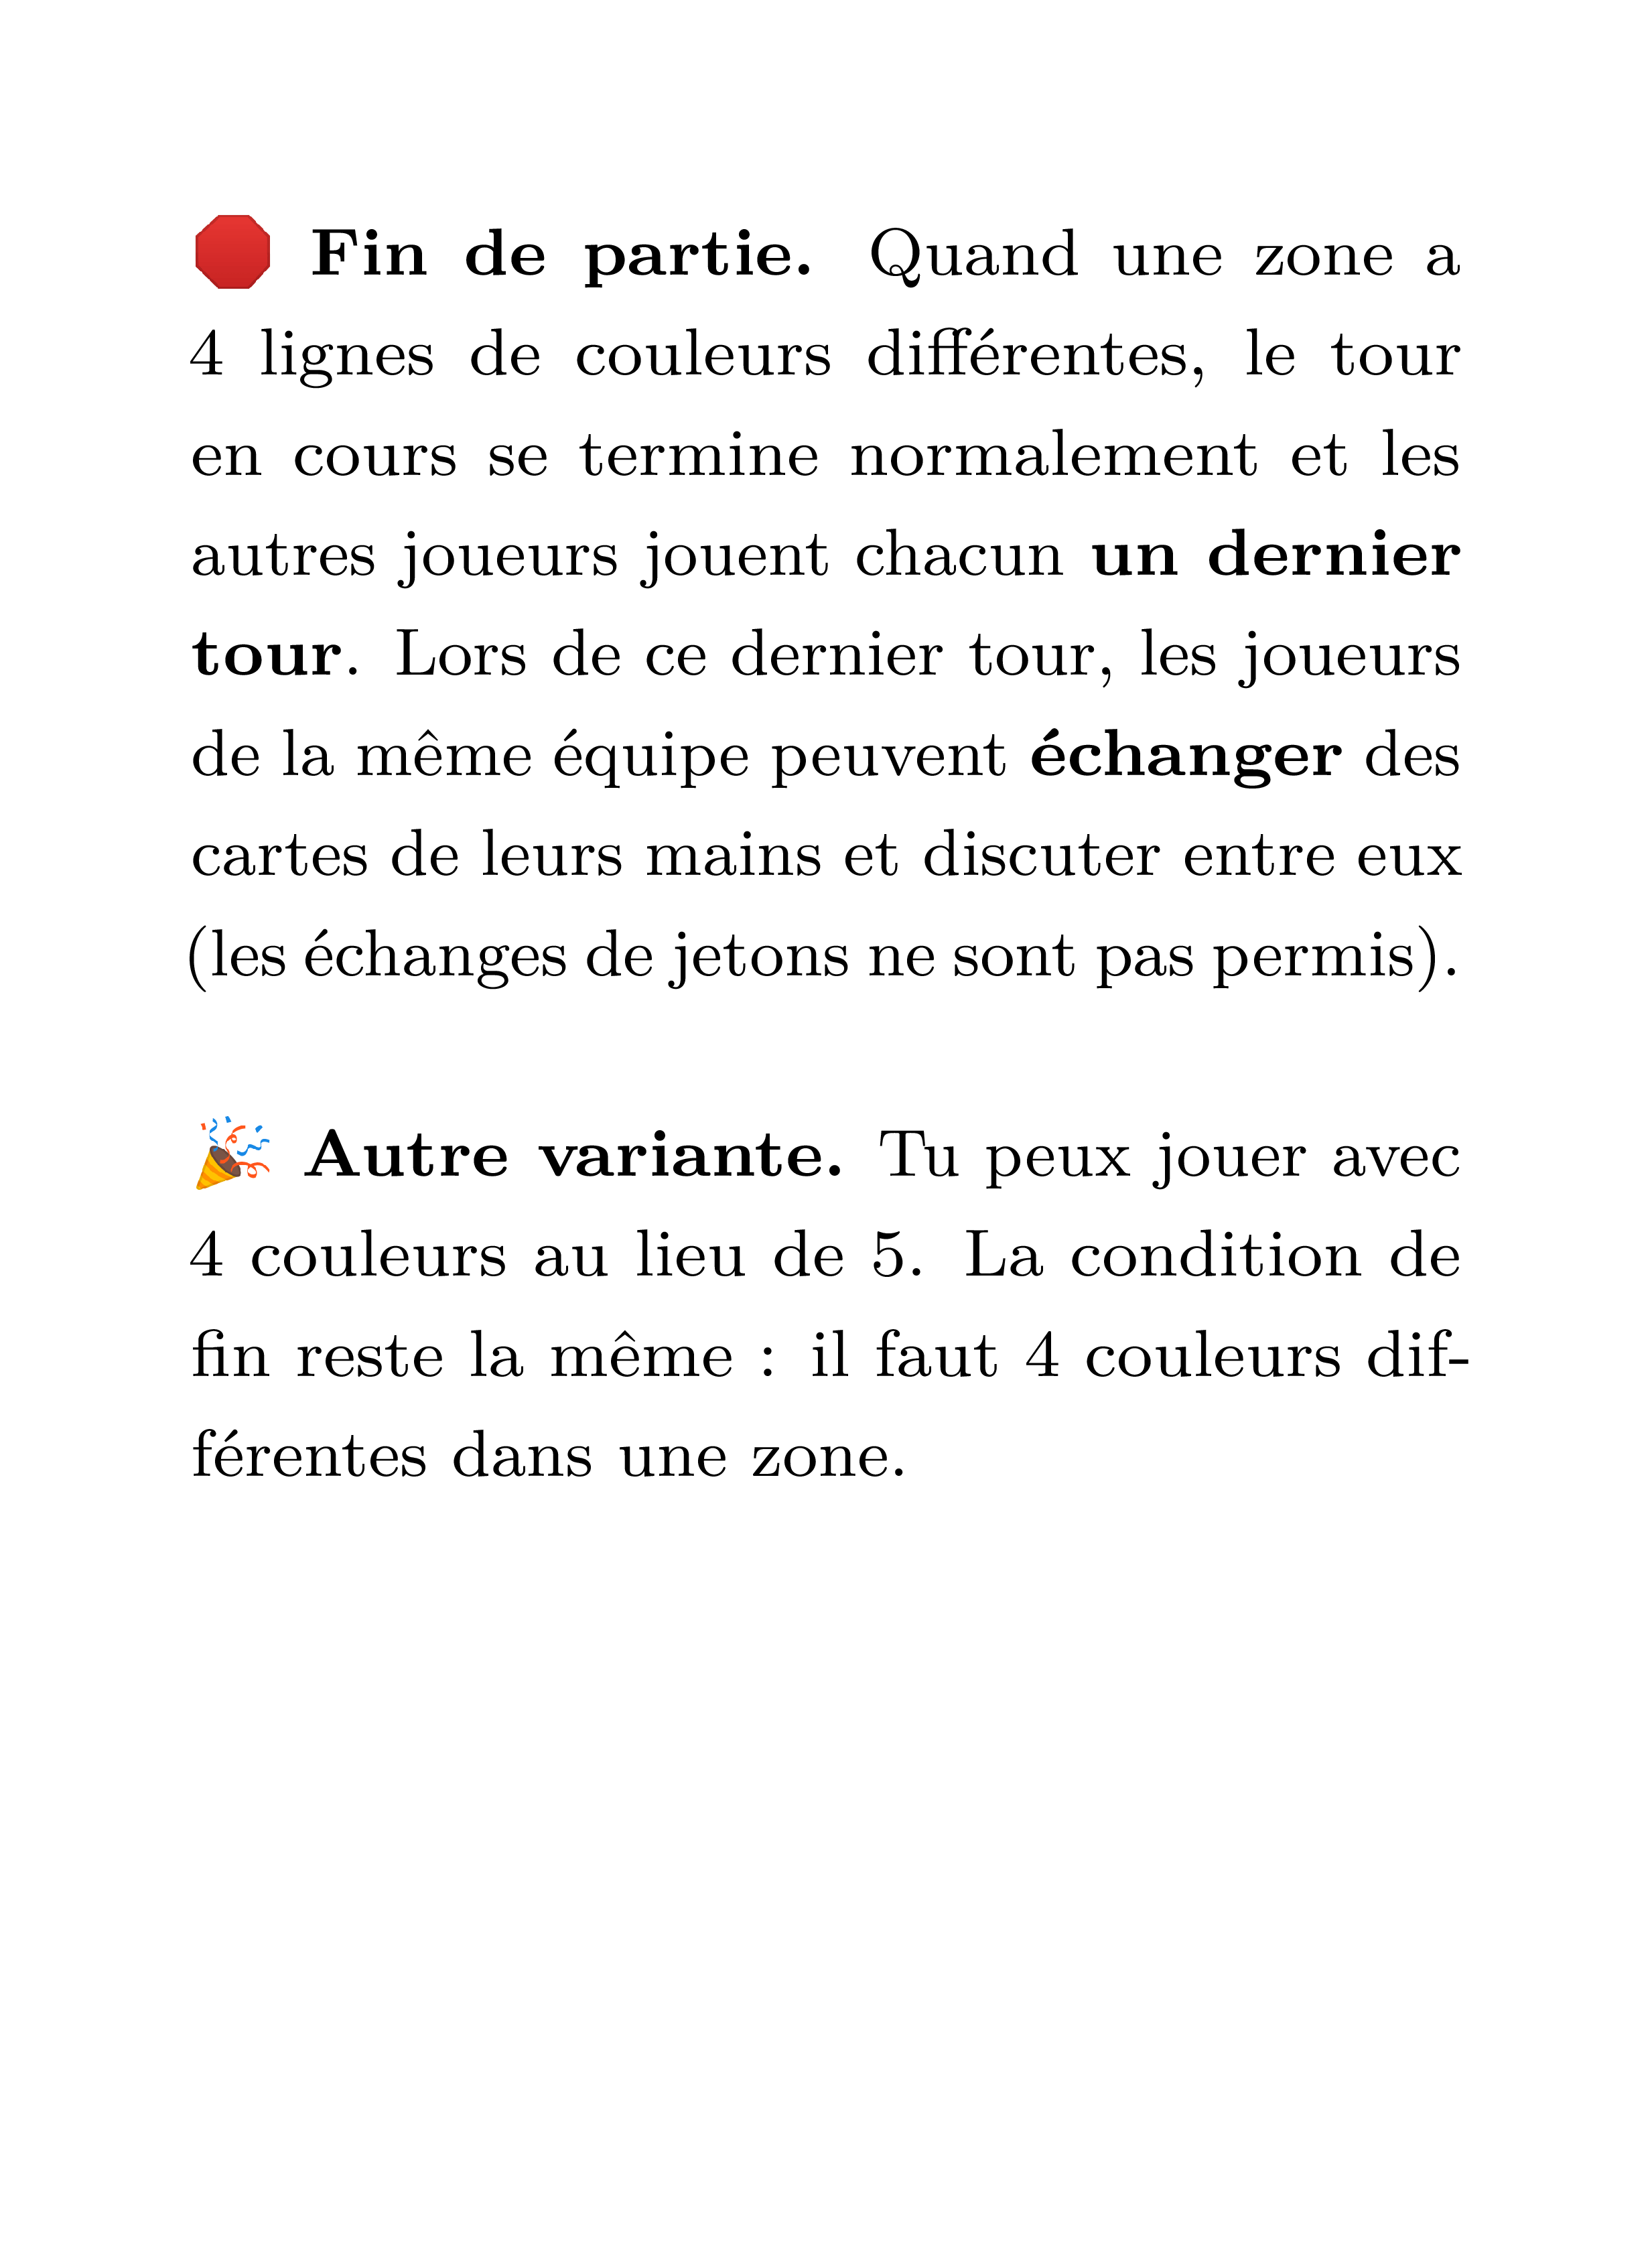 🛑 Fin de partie. Quand une zone a
4 lignes de couleurs différentes, le tour
en cours se termine normalement et les
autres joueurs jouent chacun un dernier
tour. Lors de ce dernier tour, les joueurs
de la même équipe peuvent échanger des
cartes de leurs mains et discuter entre eux
(les échanges de jetons ne sont pas permis).
🎉 Autre variante. Tu peux jouer avec
4 couleurs au lieu de 5. La condition de
fin reste la même : il faut 4 couleurs dif-
férentes dans une zone.